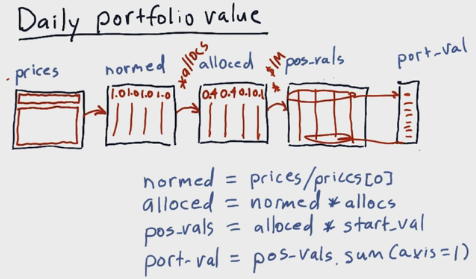 Daily portfolio value
prices
normed
*allocs
alloced
$1M *
pos_vals
port_val
1.0 1.0 1.0 1.0
0.4 0.4 0.1 0.1
normed = prices/prices[0]
alloced = normed * allocs
pos_vals = alloced * start_val
port_val = pos_vals.sum(axis=1)